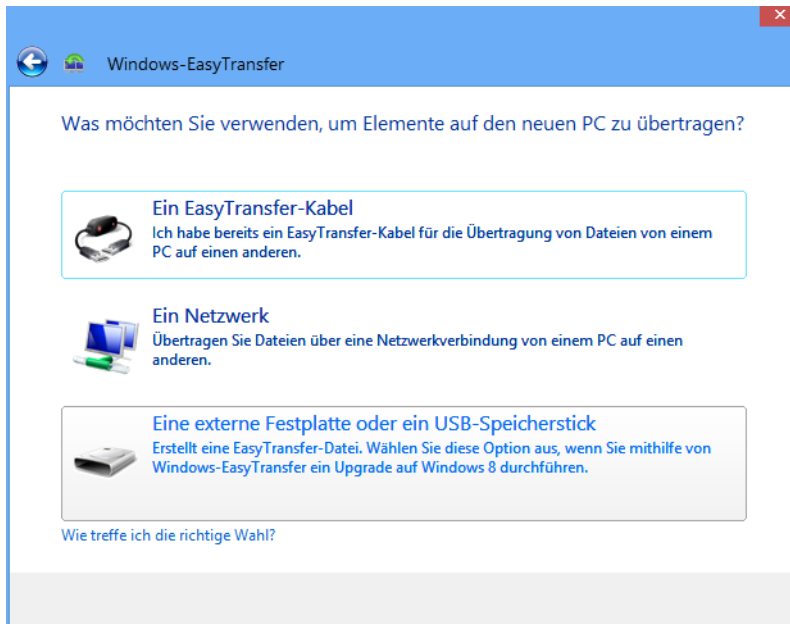 Windows-EasyTransfer
Was möchten Sie verwenden, um Elemente auf den neuen PC zu übertragen?
Ein EasyTransfer-Kabel
Ich habe bereits ein EasyTransfer-Kabel für die Übertragung von Dateien von einem
PC auf einen anderen.
Ein Netzwerk
Übertragen Sie Dateien über eine Netzwerkverbindung von einem PC auf einen
anderen.
Eine externe Festplatte oder ein USB-Speicherstick
Erstellt eine EasyTransfer-Datei. Wählen Sie diese Option aus, wenn Sie mithilfe von
Windows-EasyTransfer ein Upgrade auf Windows 8 durchführen.
Wie treffe ich die richtige Wahl?